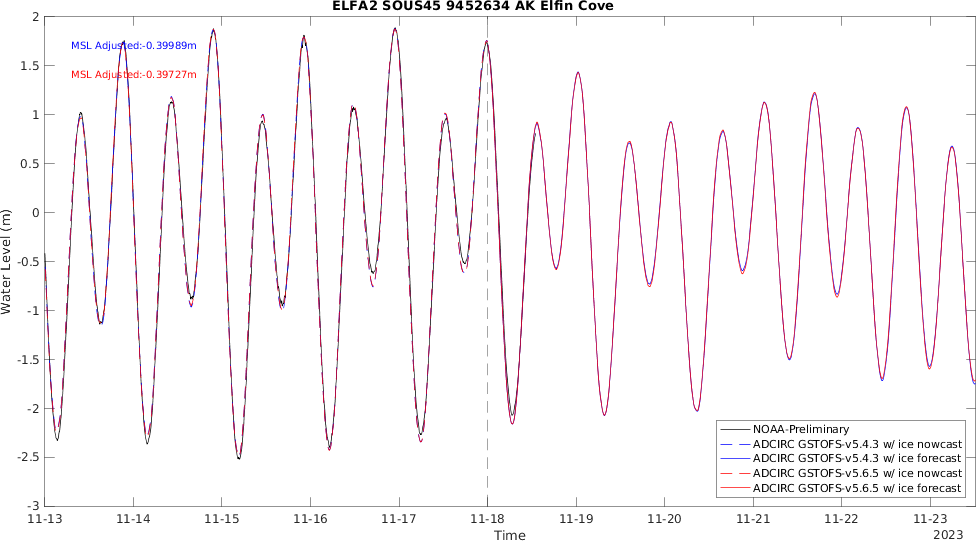 ELFA2 SOUS45 9452634 AK Elfin Cove
2
1.5
1
0.5
0
-0.5
-1
-1.5
-2
-2.5
-3
Water Level (m)
MSL Adjusted:-0.39989m
MSL Adjusted:-0.39727m
NOAA-Preliminary
ADCIRC GSTOFS-v5.4.3 w/ ice nowcast
ADCIRC GSTOFS-v5.4.3 w/ ice forecast
ADCIRC GSTOFS-v5.6.5 w/ ice nowcast
ADCIRC GSTOFS-v5.6.5 w/ ice forecast
11-13 11-14 11-15 11-16 11-17 11-18 11-19 11-20 11-21 11-22 11-23
Time
2023